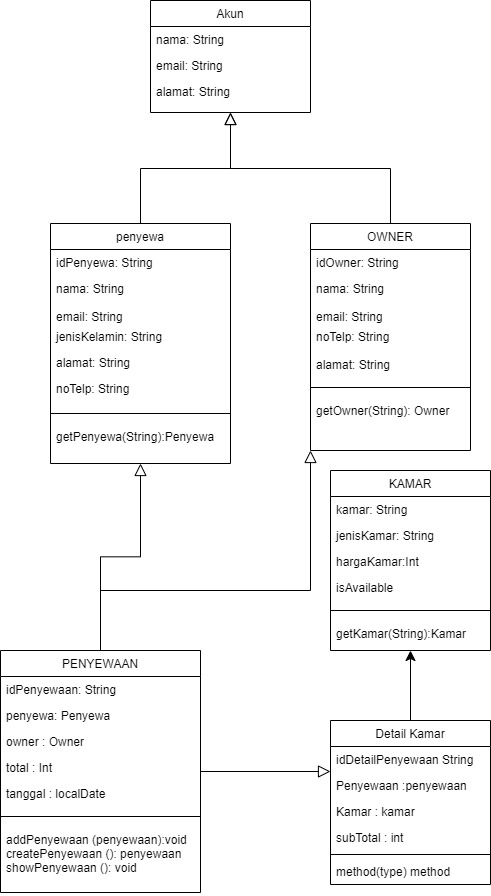 Akun
nama: String
email: String
alamat: String
penyewa
idPenyewa: String
nama: String
email: String
jenisKelamin: String
alamat: String
noTelp: String
getPenyewa(String):Penyewa
OWNER
idOwner: String
nama: String
email: String
noTelp: String
alamat: String
getOwner(String): Owner
KAMAR
kamar: String
jenisKamar: String
hargaKamar:Int
isAvailable
getKamar(String):Kamar
PENYEWAAN
idPenyewaan: String
penyewa: Penyewa
owner : Owner
total : Int
tanggal : localDate
addPenyewaan (penyewaan):void
createPenyewaan (): penyewaan
showPenyewaan (): void
Detail Kamar
idDetailPenyewaan String
Penyewaan :penyewaan
Kamar : kamar
subTotal : int
method(type) method